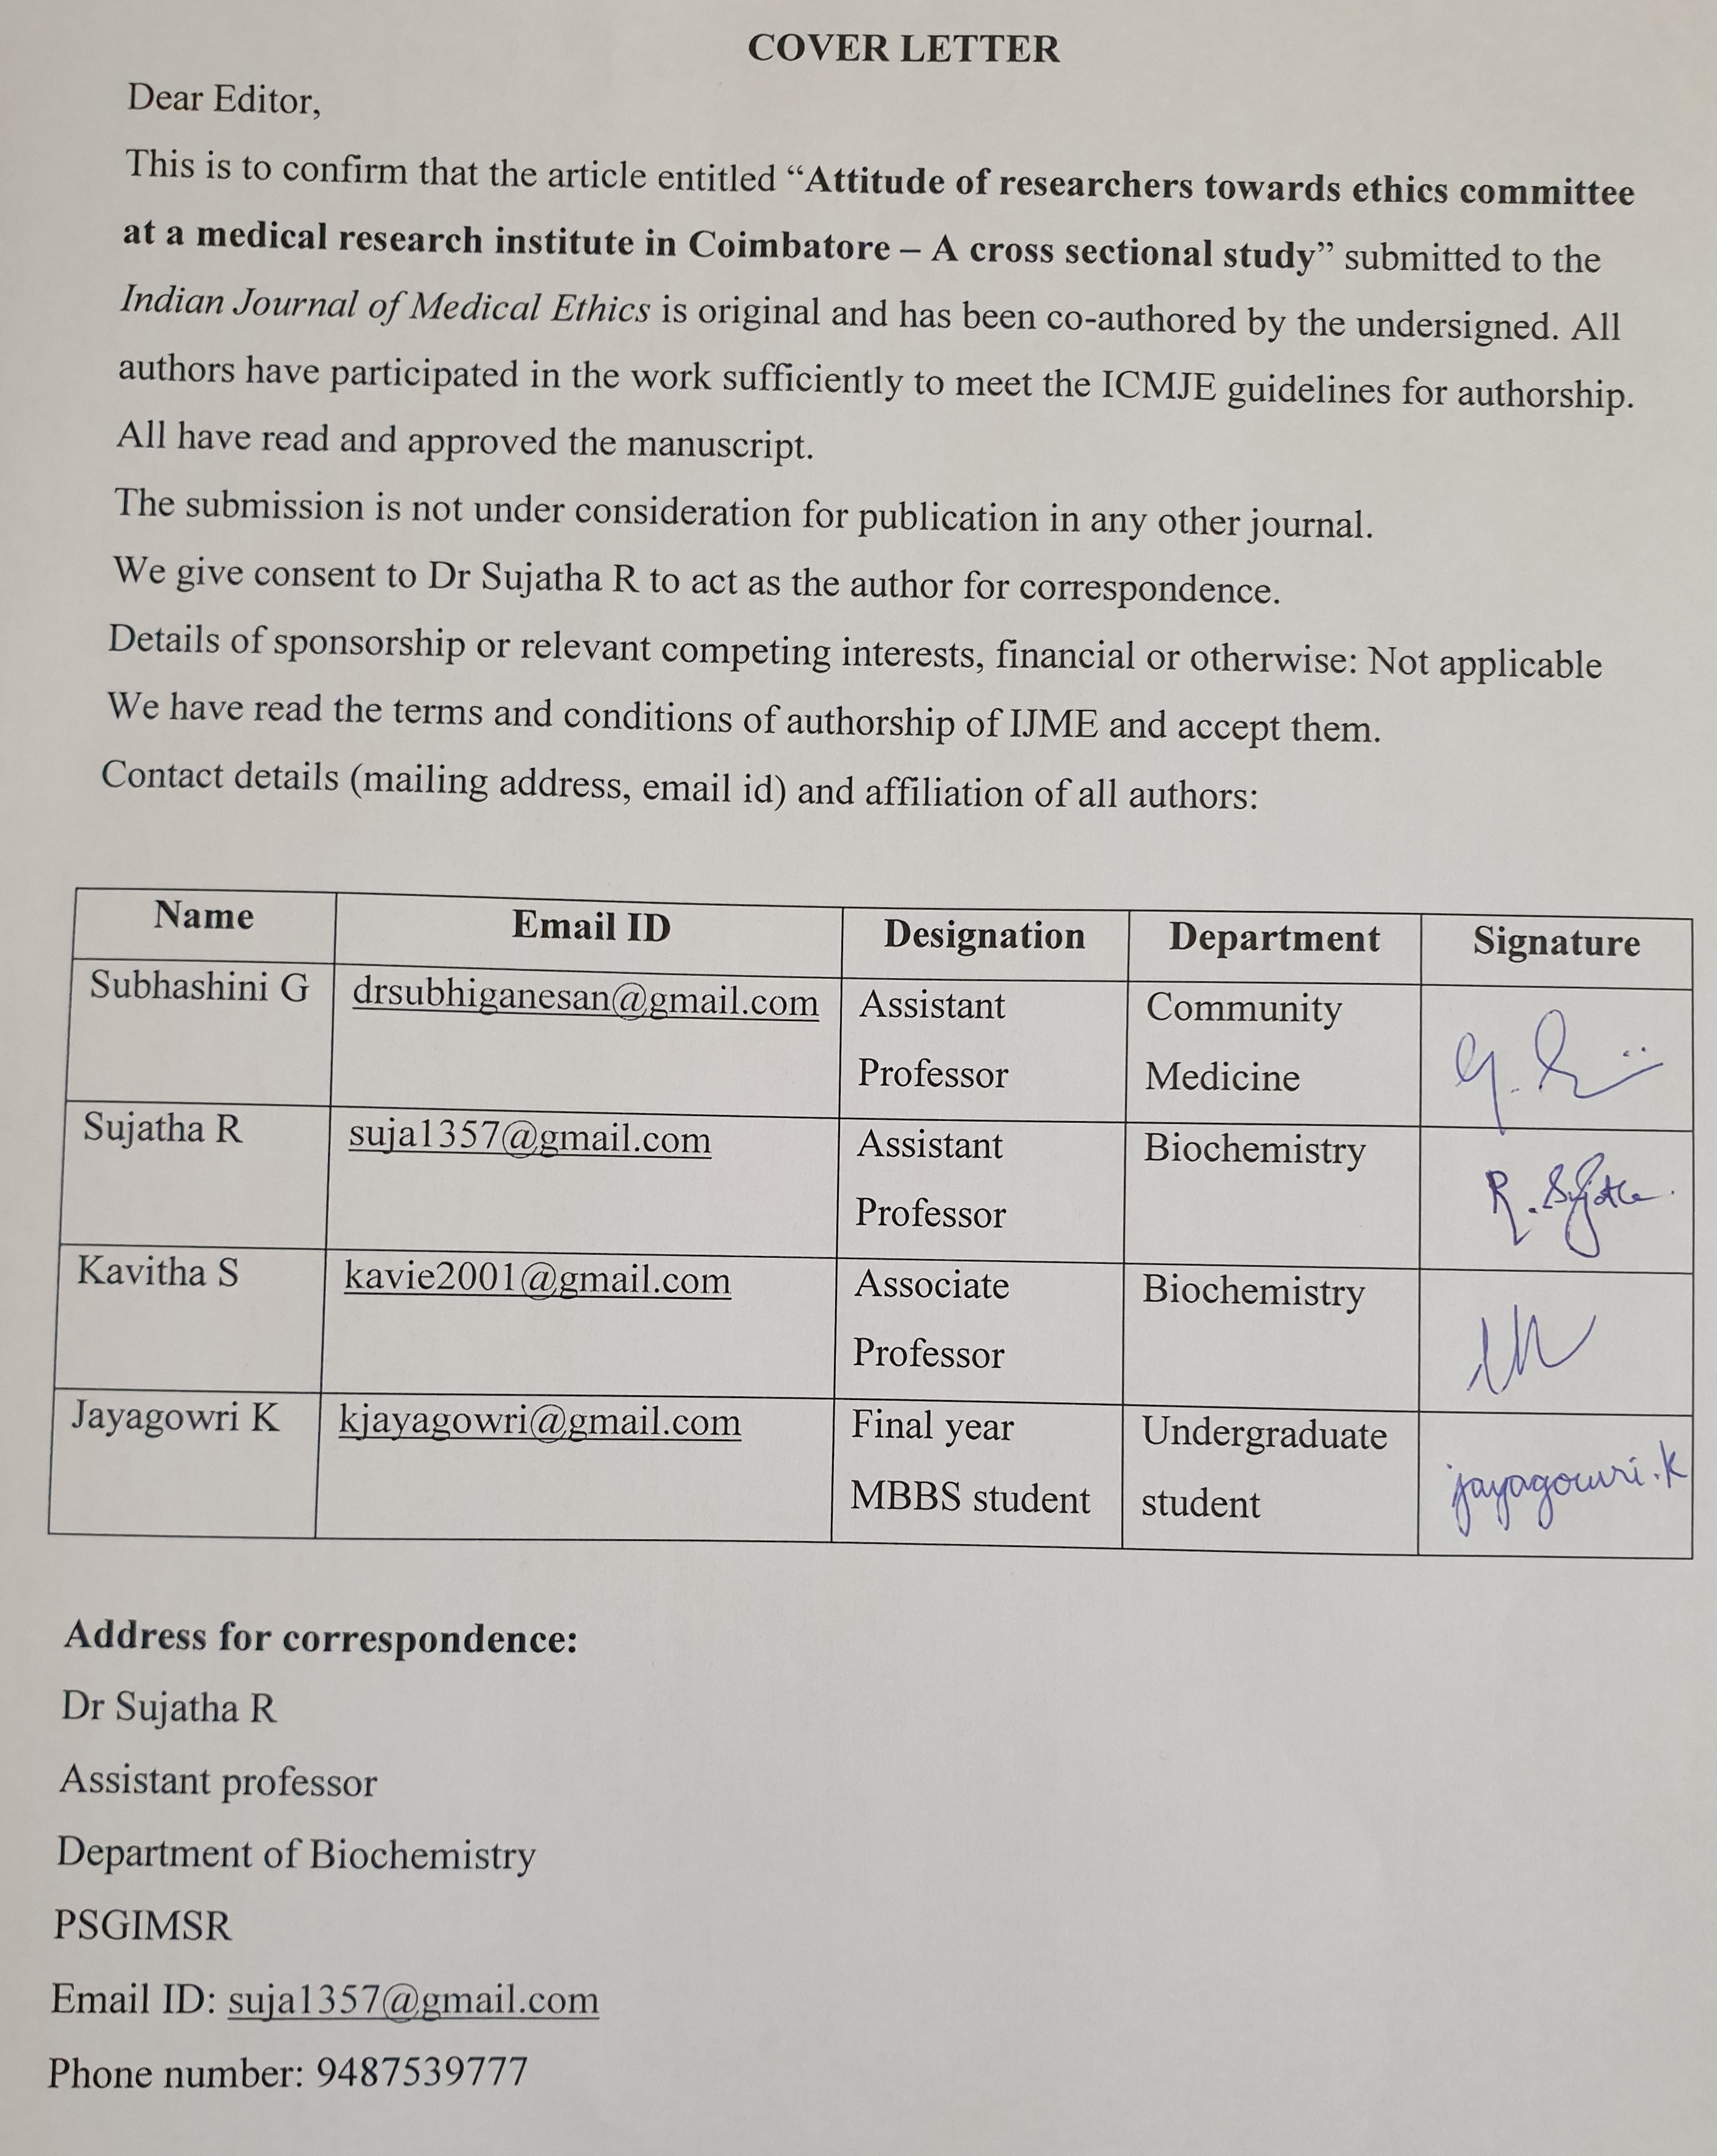 COVER LETTER
Dear Editor,
This is to confirm that the article entitled “Attitude of researchers towards ethics committee
at a medical research institute in Coimbatore – A cross sectional study” submitted to the
Indian Journal of Medical Ethics is original and has been co-authored by the undersigned. All
authors have participated in the work sufficiently to meet the ICMJE guidelines for authorship.
All have read and approved the manuscript.
The submission is not under consideration for publication in any other journal.
We give consent to Dr Sujatha R to act as the author for correspondence.
Details of sponsorship or relevant competing interests, financial or otherwise: Not applicable
We have read the terms and conditions of authorship of IJME and accept them.
Contact details (mailing address, email id) and affiliation of all authors:
Name Email ID Designation Department Signature
Subhashini G drsubhiganesan@gmail.com Assistant Community
Professor Medicine
Sujatha R suja1357@gmail.com Assistant Biochemistry R. Sujatha
Professor
Kavitha S kavie2001@gmail.com Associate Biochemistry
Professor
Jayagowri K kjayagowri@gmail.com Final year Undergraduate jayagowri.K
MBBS student student
Address for correspondence:
Dr Sujatha R
Assistant professor
Department of Biochemistry
PSGIMSR
Email ID: suja1357@gmail.com
Phone number: 9487539777